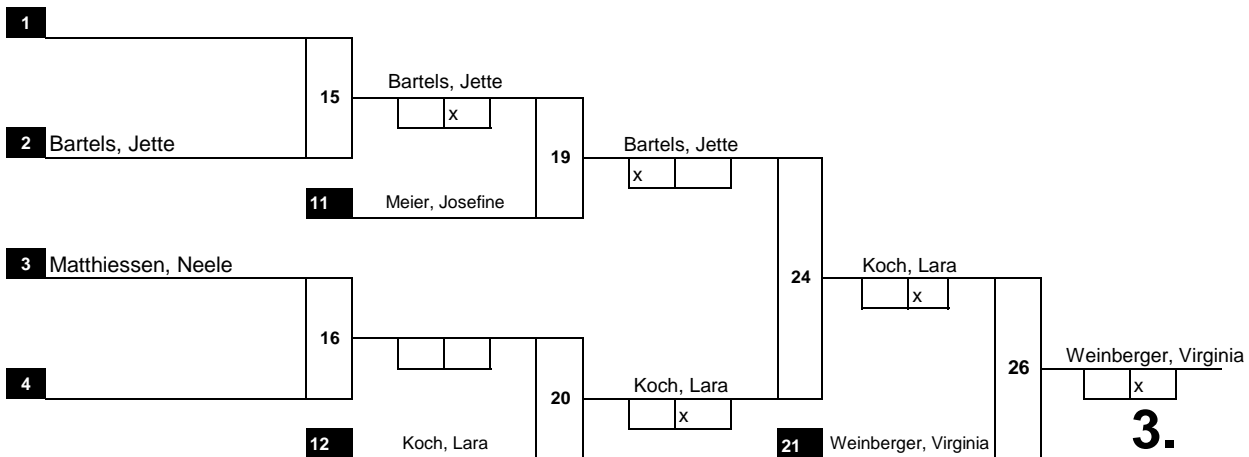 1
Bartels, Jette
15
x
2 Bartels, Jette
19
Bartels, Jette
x
11 Meier, Josefine
3 Matthiessen, Neele
24
Koch, Lara
x
16
Weinberger, Virginia
26
x
4
Koch, Lara
20
x
12 Koch, Lara
21 Weinberger, Virginia
3.